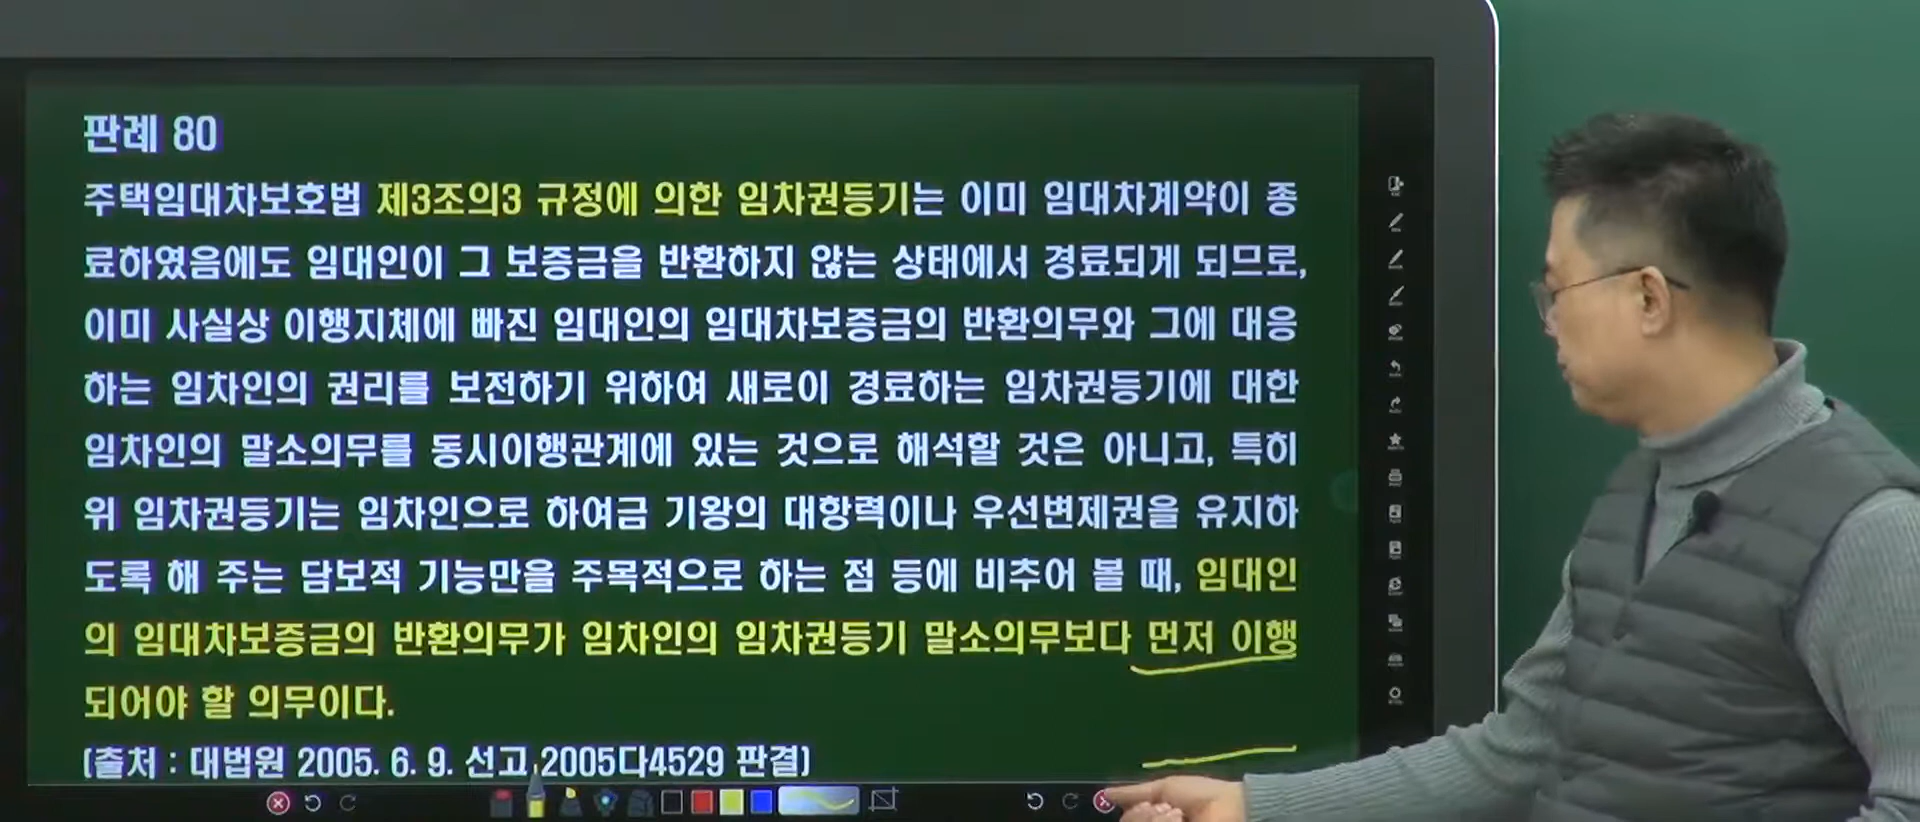 판례 80
주택임대차보호법 제3조의3 규정에 의한 임차권등기는 이미 임대차계약이 종
료하였음에도 임대인이 그 보증금을 반환하지 않는 상태에서 경료되게 되므로,
이미 사실상 이행지체에 빠진 임대인의 임대차보증금의 반환의무와 그에 대응
하는 임차인의 권리를 보전하기 위하여 새로이 경료하는 임차권등기에 대한
임차인의 말소의무를 동시이행관계에 있는 것으로 해석할 것은 아니고, 특히
위 임차권등기는 임차인으로 하여금 기왕의 대항력이나 우선변제권을 유지하
도록 해 주는 담보적 기능만을 주목적으로 하는 점 등에 비추어 볼 때, 임대인
의 임대차보증금의 반환의무가 임차인의 임차권등기 말소의무보다 먼저 이행
되어야 할 의무이다.
(출처 : 대법원 2005. 6. 9. 선고 2005다4529 판결)